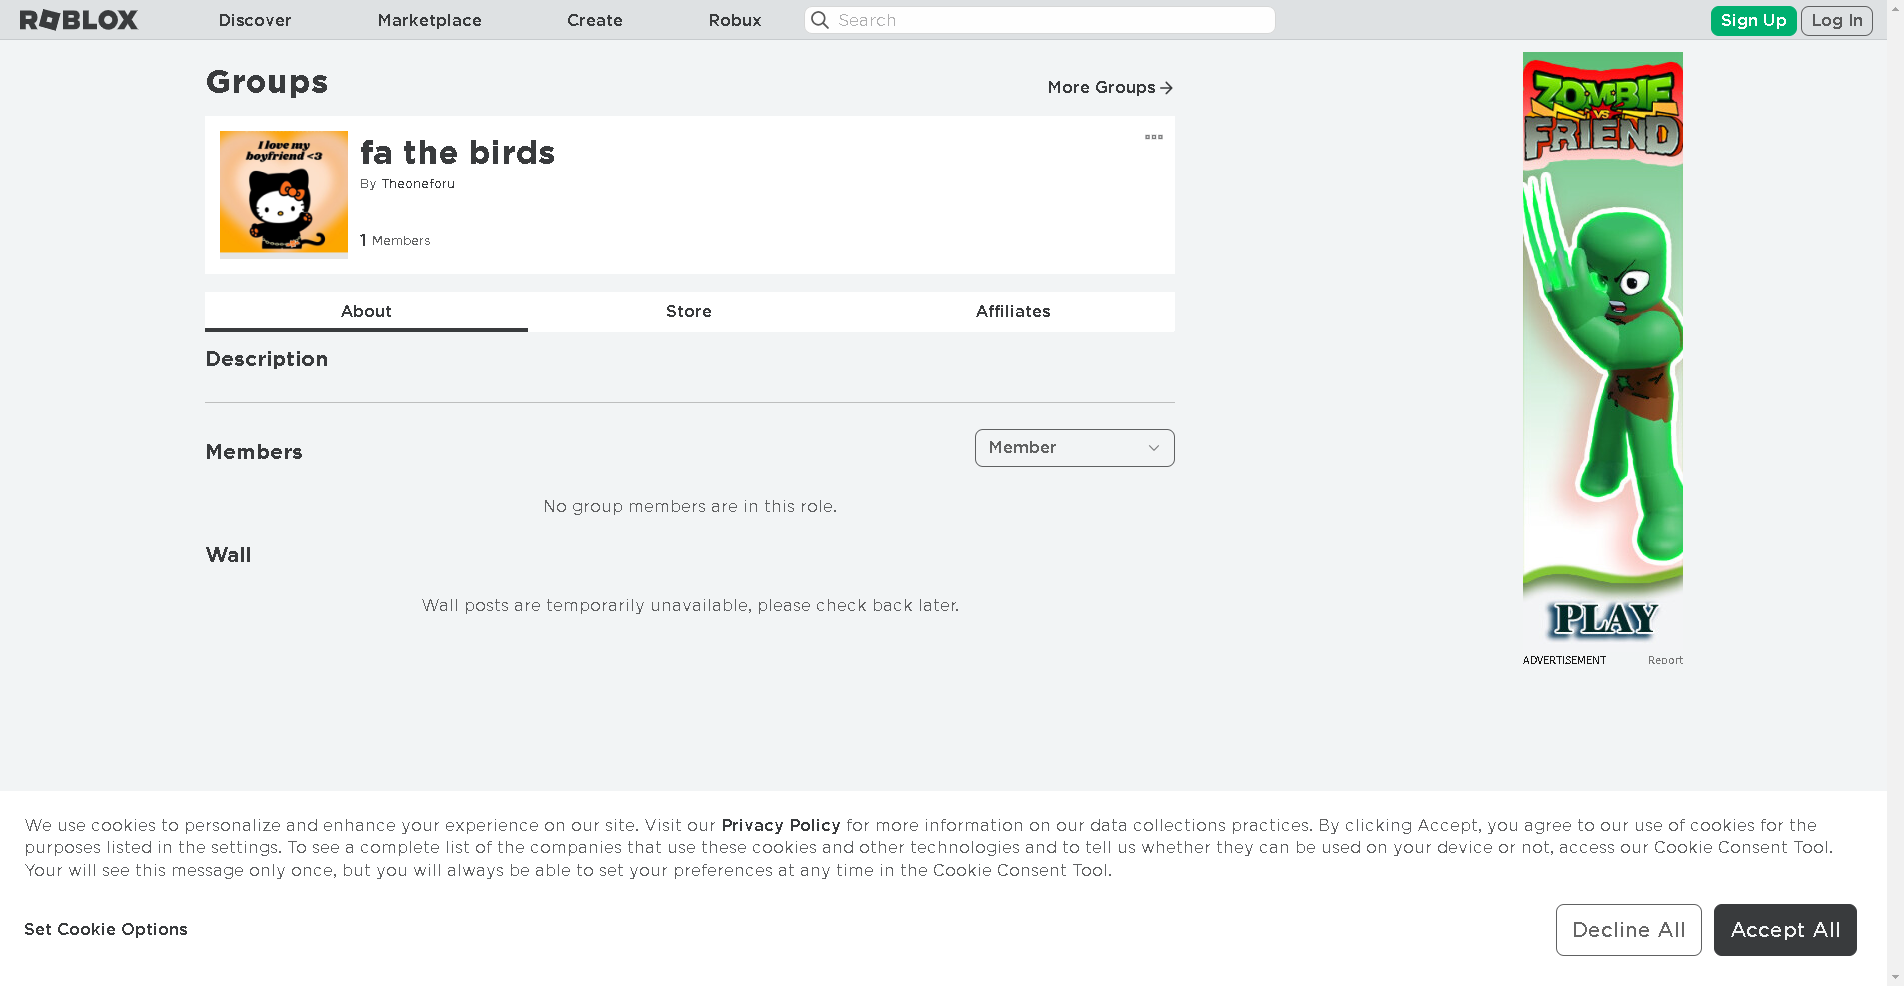 ROBLOX
Discover
Marketplace
Create
Robux
Search
Sign Up
Log In
Groups
More Groups
I love my
boyfriend <3
fa the birds
By Theoneforu
1 Members
About
Store
Affiliates
Description
Members
Member
No group members are in this role.
Wall
Wall posts are temporarily unavailable, please check back later.
ZOMBIE
VS
FRIEND
PLAY
ADVERTISEMENT
Report
We use cookies to personalize and enhance your experience on our site. Visit our Privacy Policy for more information on our data collections practices. By clicking Accept, you agree to our use of cookies for the
purposes listed in the settings. To see a complete list of the companies that use these cookies and other technologies and to tell us whether they can be used on your device or not, access our Cookie Consent Tool.
Your will see this message only once, but you will always be able to set your preferences at any time in the Cookie Consent Tool.
Set Cookie Options
Decline All
Accept All